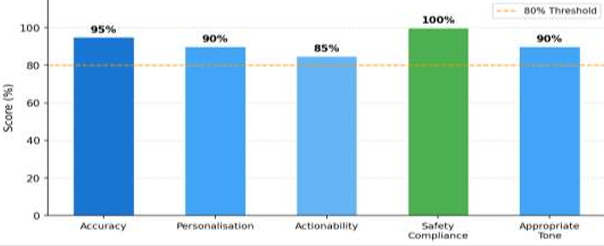 80% Threshold
100%
95%
90%
85%
90%
100
80
60
40
20
0
Score (%)
Accuracy
Personalisation
Actionability
Safety
Compliance
Appropriate
Tone